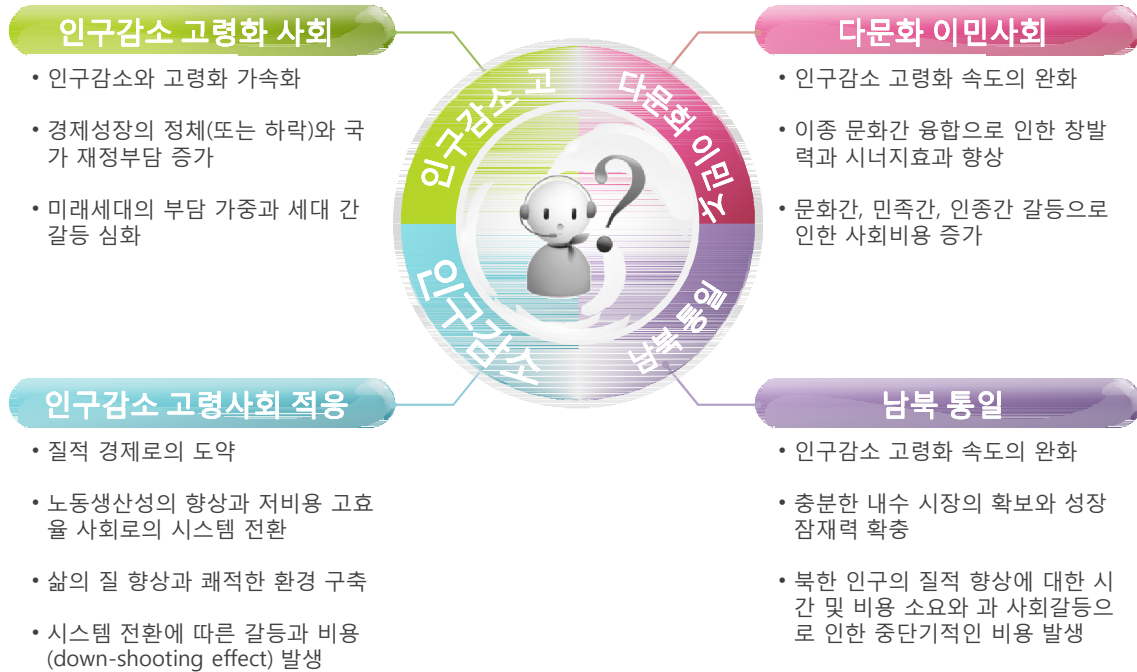 인구감소 고령화 사회
• 인구감소와 고령화 가속화
• 경제성장의 정체(또는 하락)와 국
가 재정부담 증가
• 미래세대의 부담 가중과 세대 간
갈등 심화
다문화 이민사회
• 인구감소 고령화 속도의 완화
• 이종 문화간 융합으로 인한 창발
력과 시너지효과 향상
• 문화간, 민족간, 인종간 갈등으로
인한 사회비용 증가
인구감소 고
다문화 이민사
인구감소
남북 통일
?
인구감소 고령사회 적응
• 질적 경제로의 도약
• 노동생산성의 향상과 저비용 고효
율 사회로의 시스템 전환
• 삶의 질 향상과 쾌적한 환경 구축
• 시스템 전환에 따른 갈등과 비용
(down-shooting effect) 발생
남북 통일
• 인구감소 고령화 속도의 완화
• 충분한 내수 시장의 확보와 성장
잠재력 확충
• 북한 인구의 질적 향상에 대한 시
간 및 비용 소요와 과 사회갈등으
로 인한 중단기적인 비용 발생